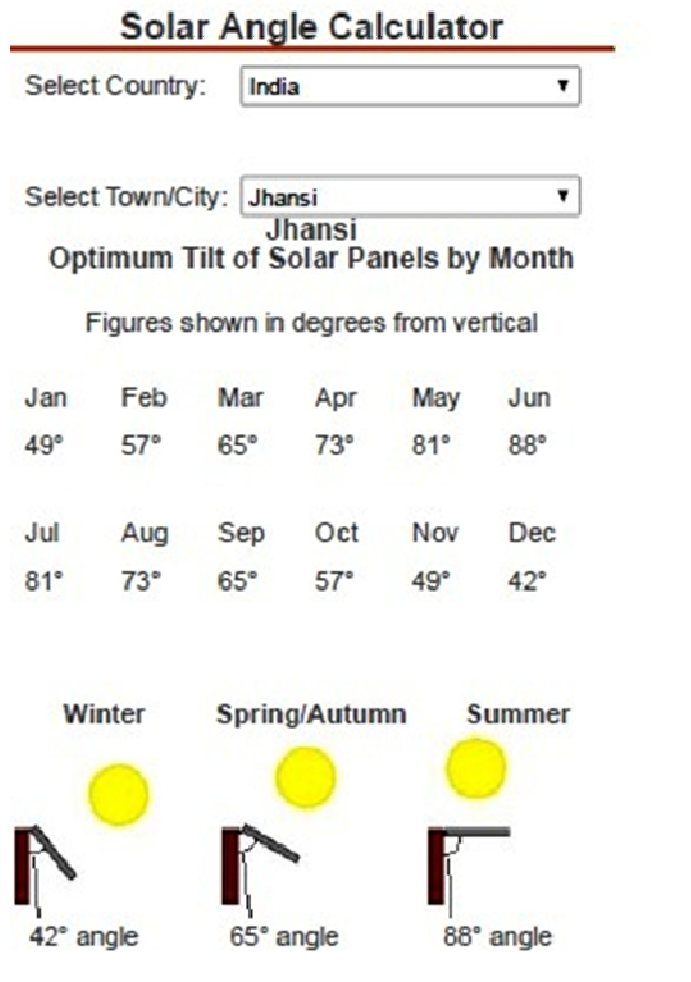 Solar Angle Calculator
Select Country: India
Select Town/City: Jhansi
Jhansi
Optimum Tilt of Solar Panels by Month
Figures shown in degrees from vertical
Jan Feb Mar Apr May Jun
49° 57° 65° 73° 81° 88°
Jul Aug Sep Oct Nov Dec
81° 73° 65° 57° 49° 42°
Winter Spring/Autumn Summer
42° angle 65° angle 88° angle